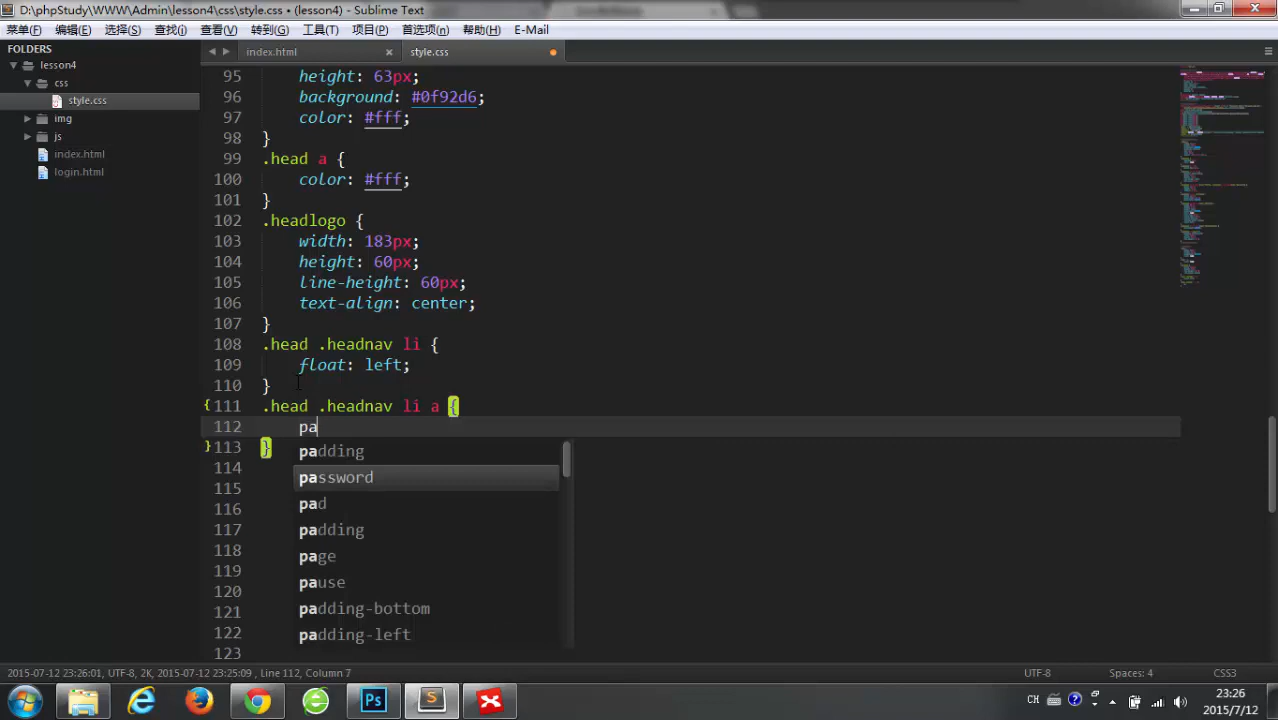 D:\phpStudy\WWW\Admin\lesson4\css\style.css • (lesson4) - Sublime Text
菜单(F) 编辑(E) 选择(S) 查找(I) 查看(V) 转到(G) 工具(T) 项目(P) 首选项(n) 帮助(H) E-Mail
FOLDERS
lesson4
css
style.css
img
js
index.html
login.html
index.html × style.css
95 height: 63px;
96 background: #0f92d6;
97 color: #fff;
98 }
99 .head a {
100 color: #fff;
101 }
102 .headlogo {
103 width: 183px;
104 height: 60px;
105 line-height: 60px;
106 text-align: center;
107 }
108 .head .headnav li {
109 float: left;
110 }
{ 111 .head .headnav li a {
112 pa
} 113 }
114
115
116
117
118
119
120
121
122
123
padding
password
pad
padding
page
pause
padding-bottom
padding-left
2015-07-12 23:26:01, UTF-8, 2K, 2015-07-12 23:25:09 , Line 112, Column 7 UTF-8 Spaces: 4 CSS3
Ps S CH ? 23:26
2015/7/12